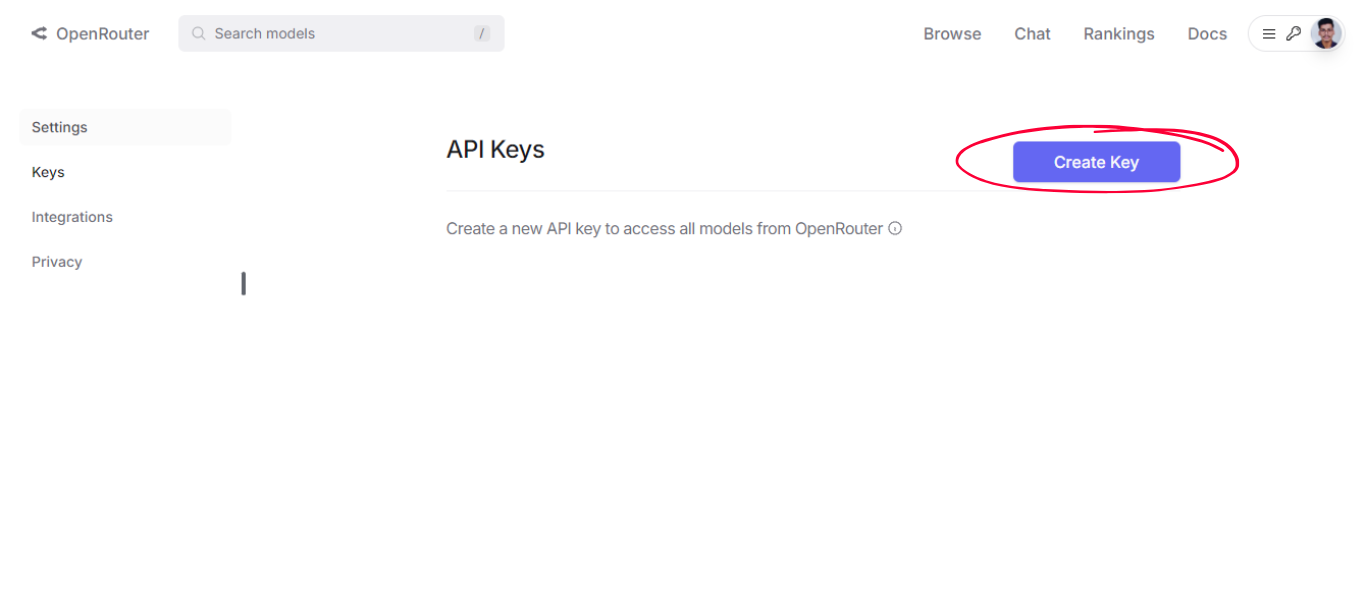 OpenRouter Search models / Browse Chat Rankings Docs
Settings
Keys
Integrations
Privacy
API Keys
Create Key
Create a new API key to access all models from OpenRouter